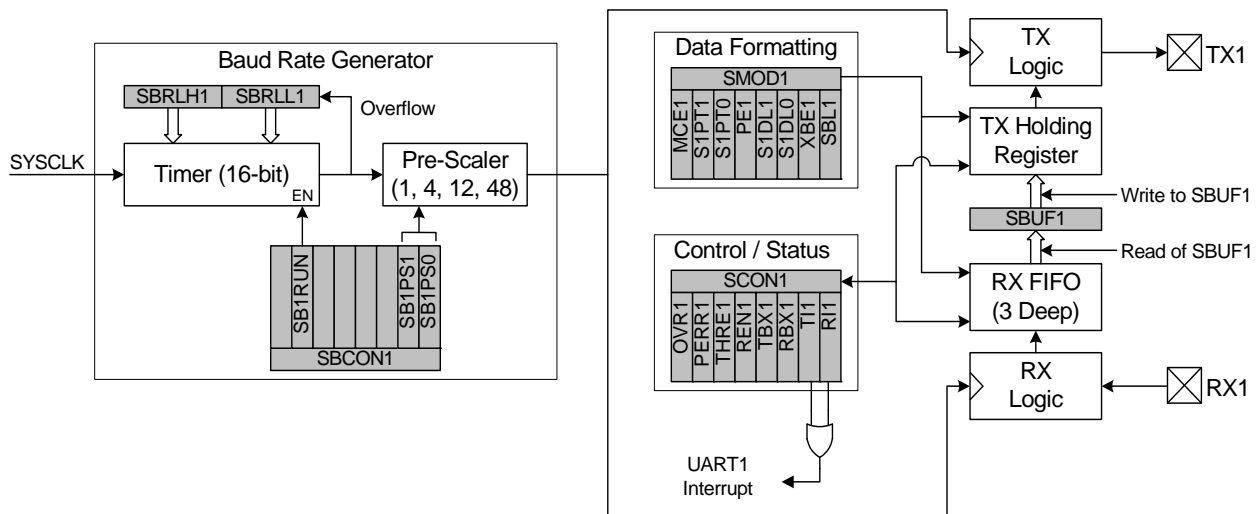 Baud Rate Generator
SBRLH1 SBRLL1
Overflow
SYSCLK
Timer (16-bit)
EN
Pre-Scaler
(1, 4, 12, 48)
SB1RUN
SB1PS1
SB1PS0
SBCON1
Data Formatting
SMOD1
MCE1
S1PT1
S1PT0
PE1
S1DL1
S1DL0
XBE1
SBL1
Control / Status
SCON1
OVR1
PERR1
THRE1
REN1
TBX1
RBX1
TI1
RI1
UART1
Interrupt
TX
Logic
TX1
TX Holding
Register
Write to SBUF1
SBUF1
Read of SBUF1
RX FIFO
(3 Deep)
RX
Logic
RX1